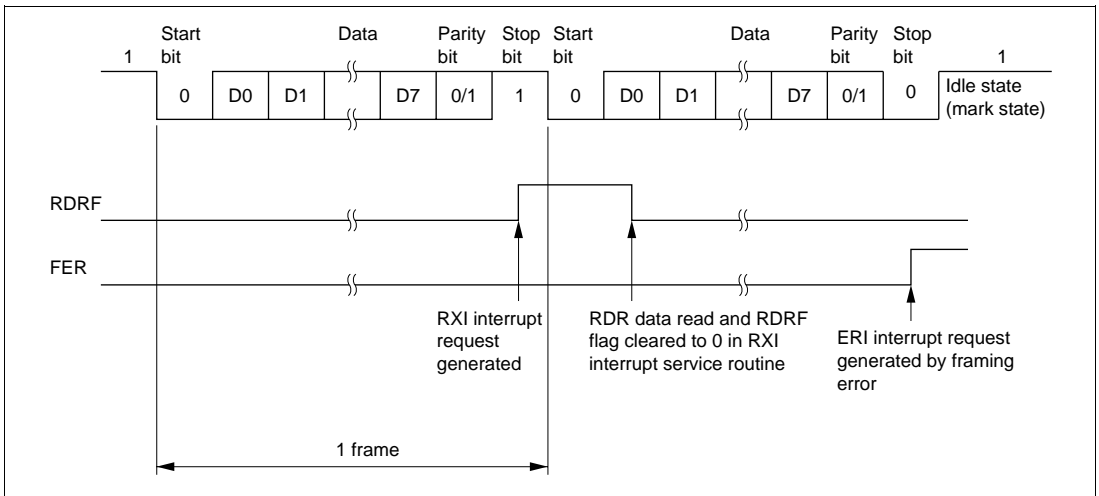 Start Data Parity Stop Start Data Parity Stop
1 bit bit bit bit bit bit 1
0 D0 D1 D7 0/1 1 0 D0 D1 D7 0/1 0 Idle state
(mark state)
RDRF
FER
RXI interrupt
request
generated
RDR data read and RDRF
flag cleared to 0 in RXI
interrupt service routine
ERI interrupt request
generated by framing
error
1 frame